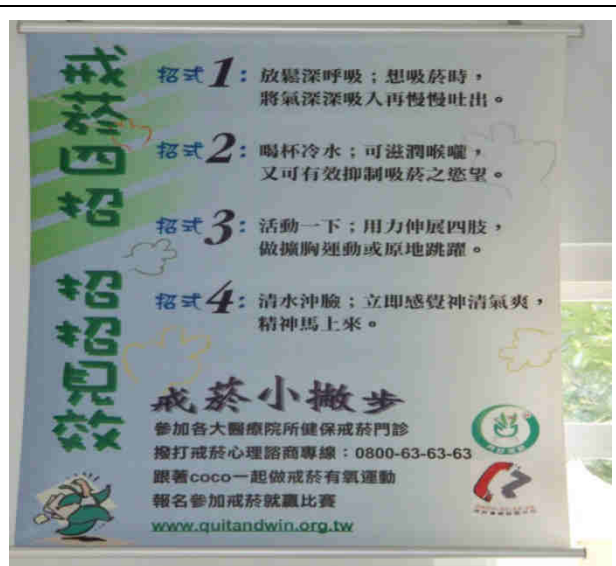 戒菸四招 招招見效
招式1：放鬆深呼吸；想吸菸時，
將氣深深吸入再慢慢吐出。
招式2：喝杯冷水；可滋潤喉嚨，
又可有效抑制吸菸之慾望。
招式3：活動一下；用力伸展四肢，
做擴胸運動或原地跳躍。
招式4：清水沖臉；立即感覺神清氣爽，
精神馬上來。
戒菸小撇步
參加各大醫療院所健保戒菸門診
撥打戒菸心理諮商專線：0800-63-63-63
跟著coco一起做戒菸有氧運動
報名參加戒菸就贏比賽
www.quitandwin.org.tw